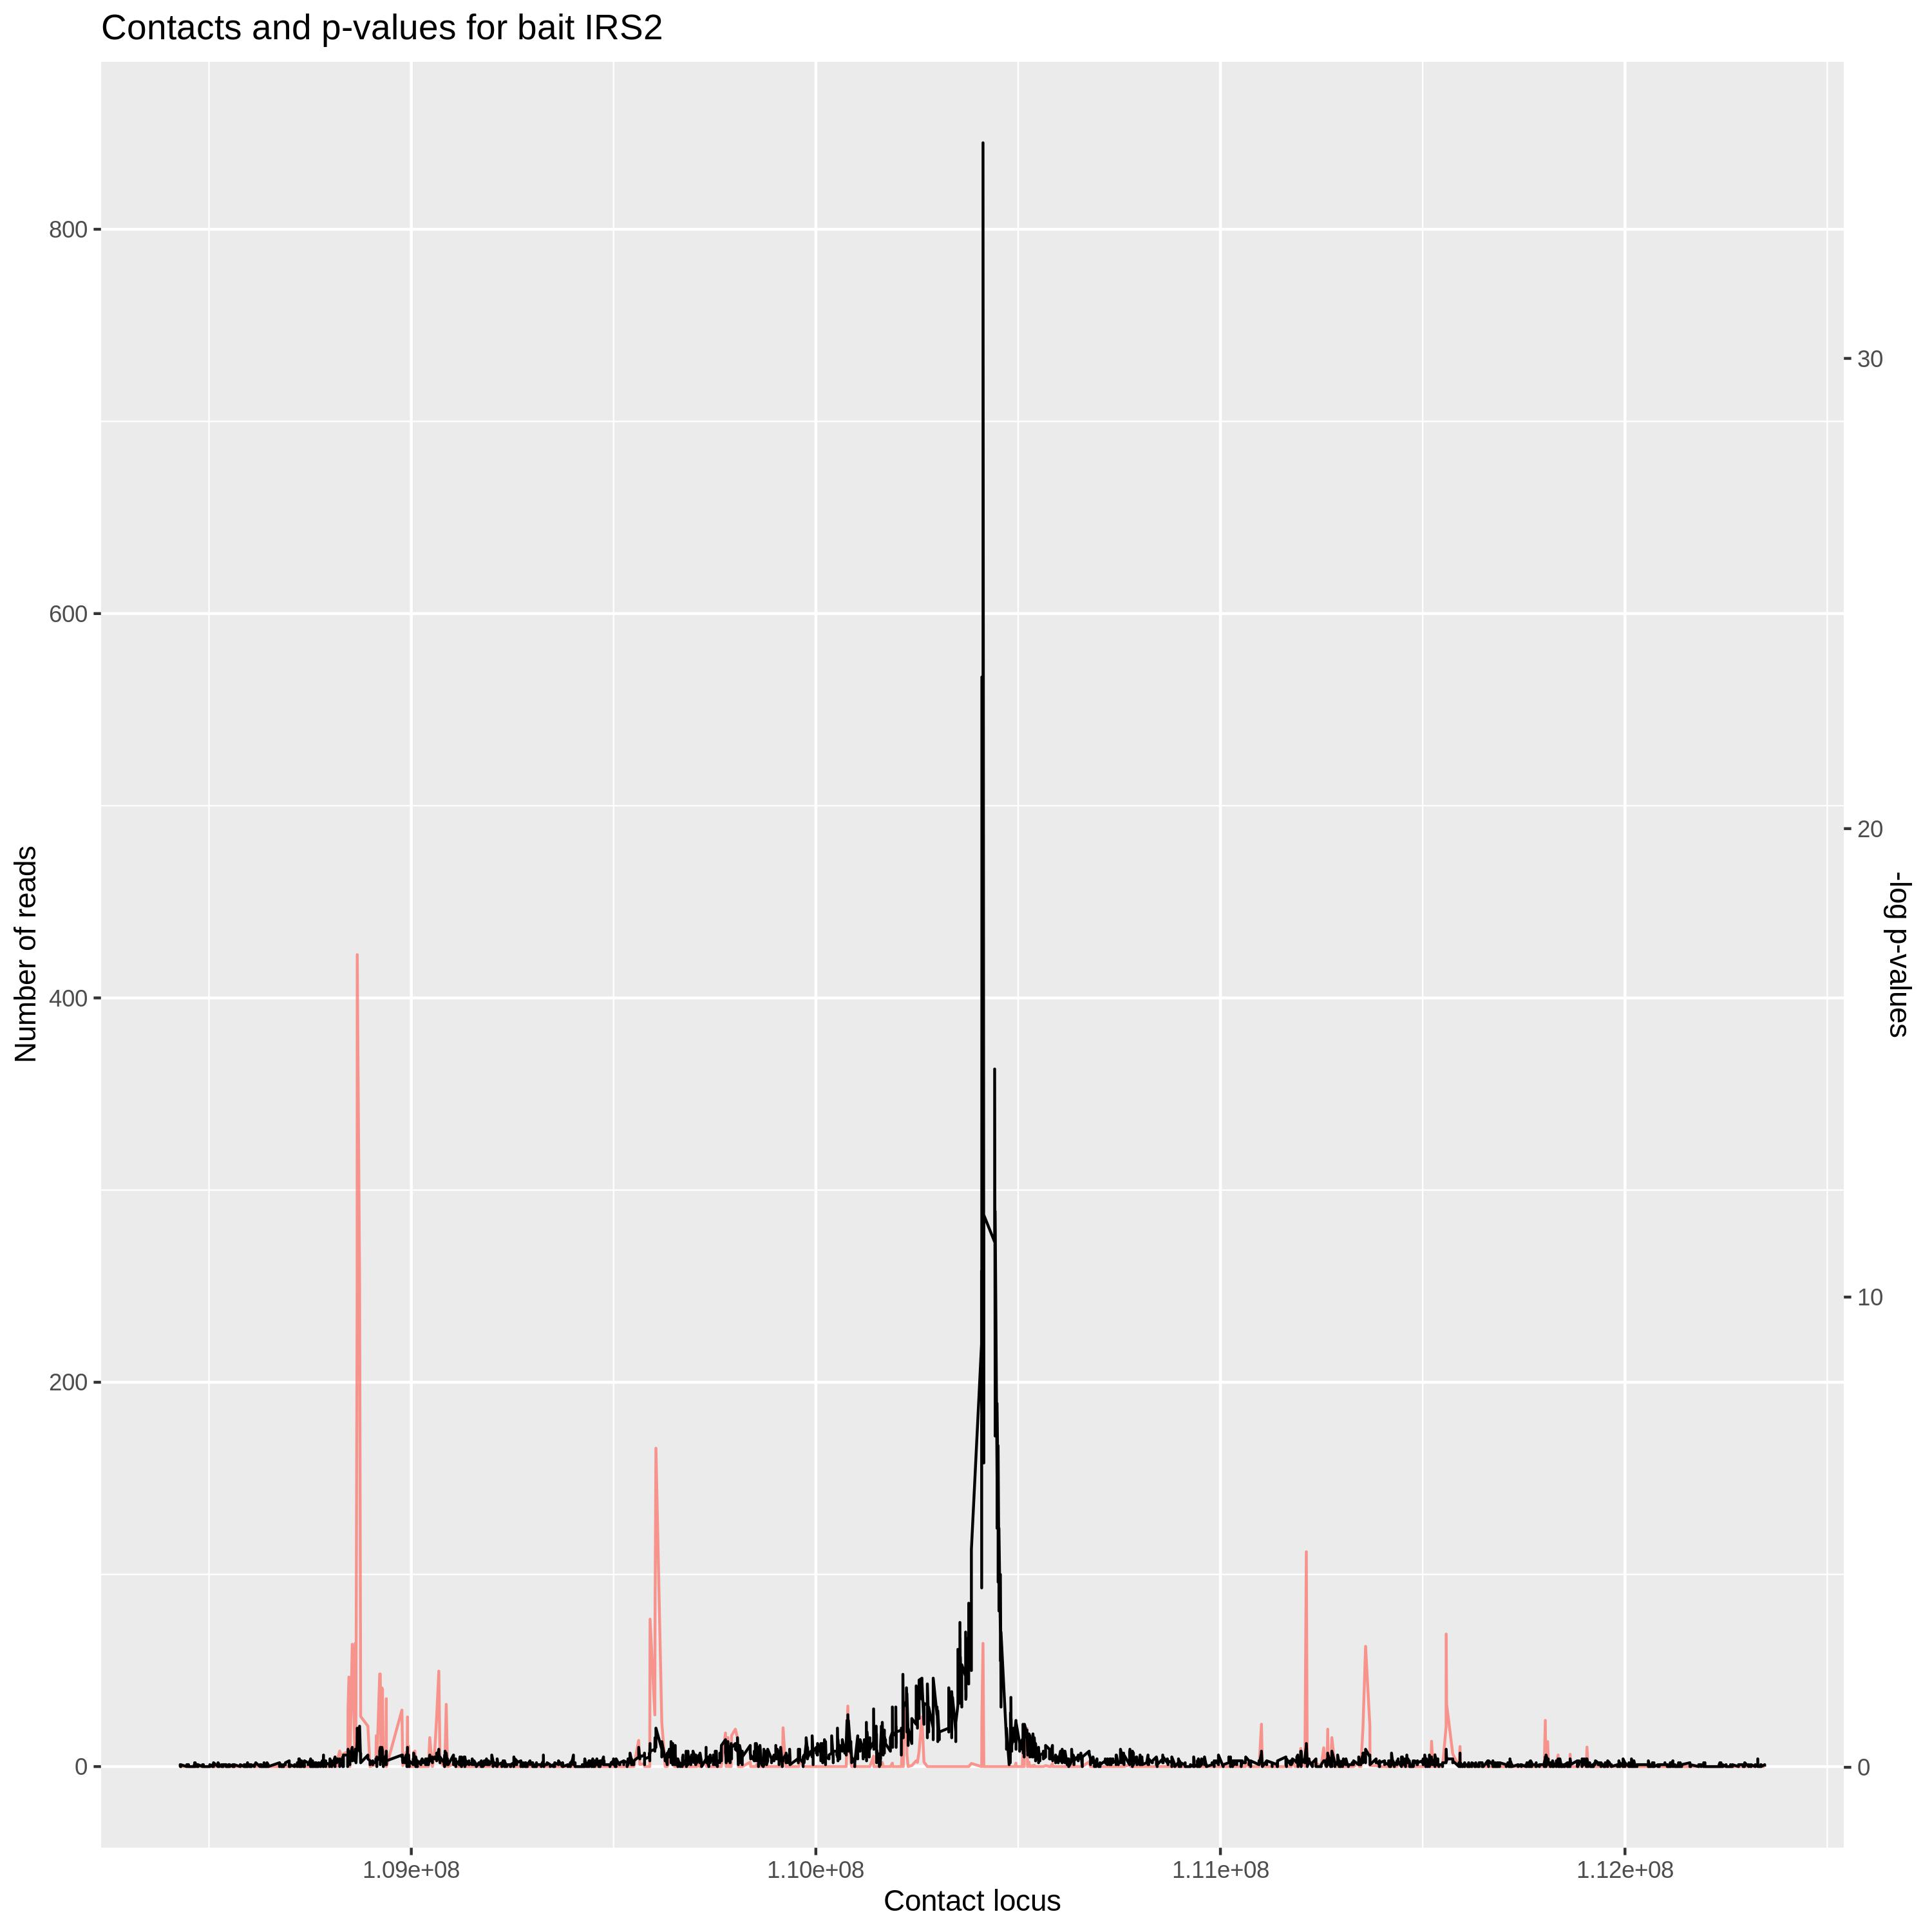 Contacts and p-values for bait IRS2
800
600
400
200
0
Number of reads
30
20
10
0
-log p-values
1.09e+08
1.10e+08
1.11e+08
1.12e+08
Contact locus